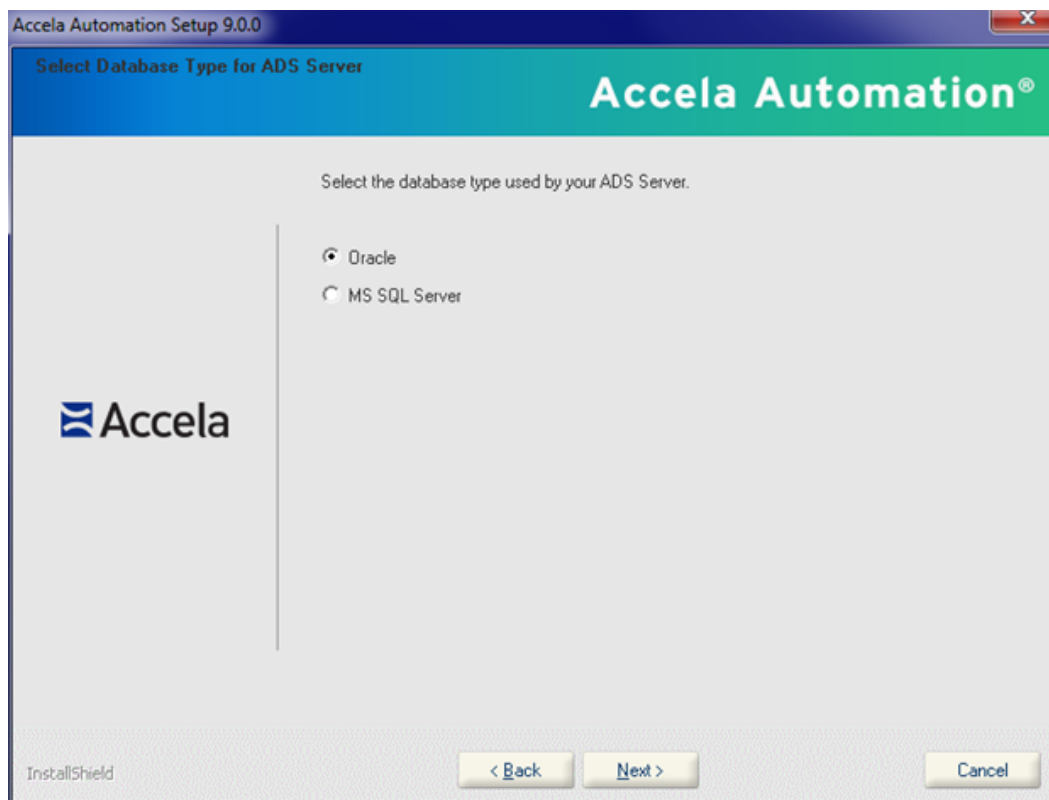 Accela Automation Setup 9.0.0
Select Database Type for ADS Server
Accela Automation®
Select the database type used by your ADS Server.
Oracle
MS SQL Server
Accela
InstallShield
< Back
Next >
Cancel